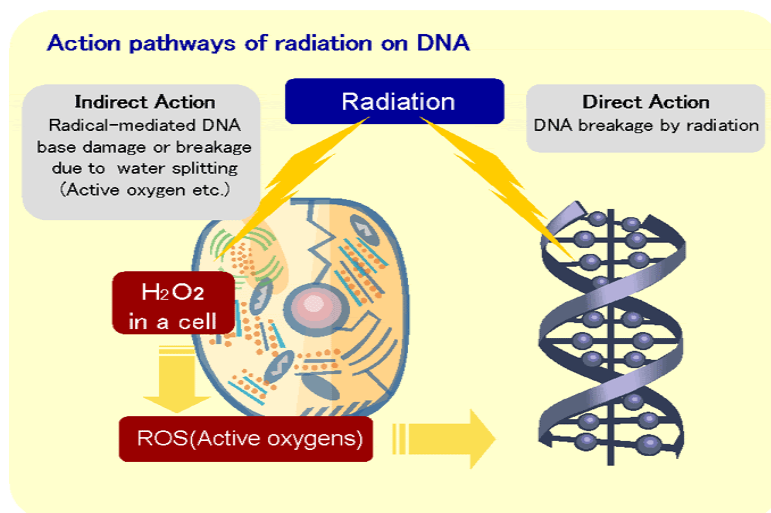 Action pathways of radiation on DNA
Indirect Action
Radical-mediated DNA
base damage or breakage
due to water splitting
(Active oxygen etc.)
Radiation
Direct Action
DNA breakage by radiation
H₂O2
in a cell
ROS(Active oxygens)